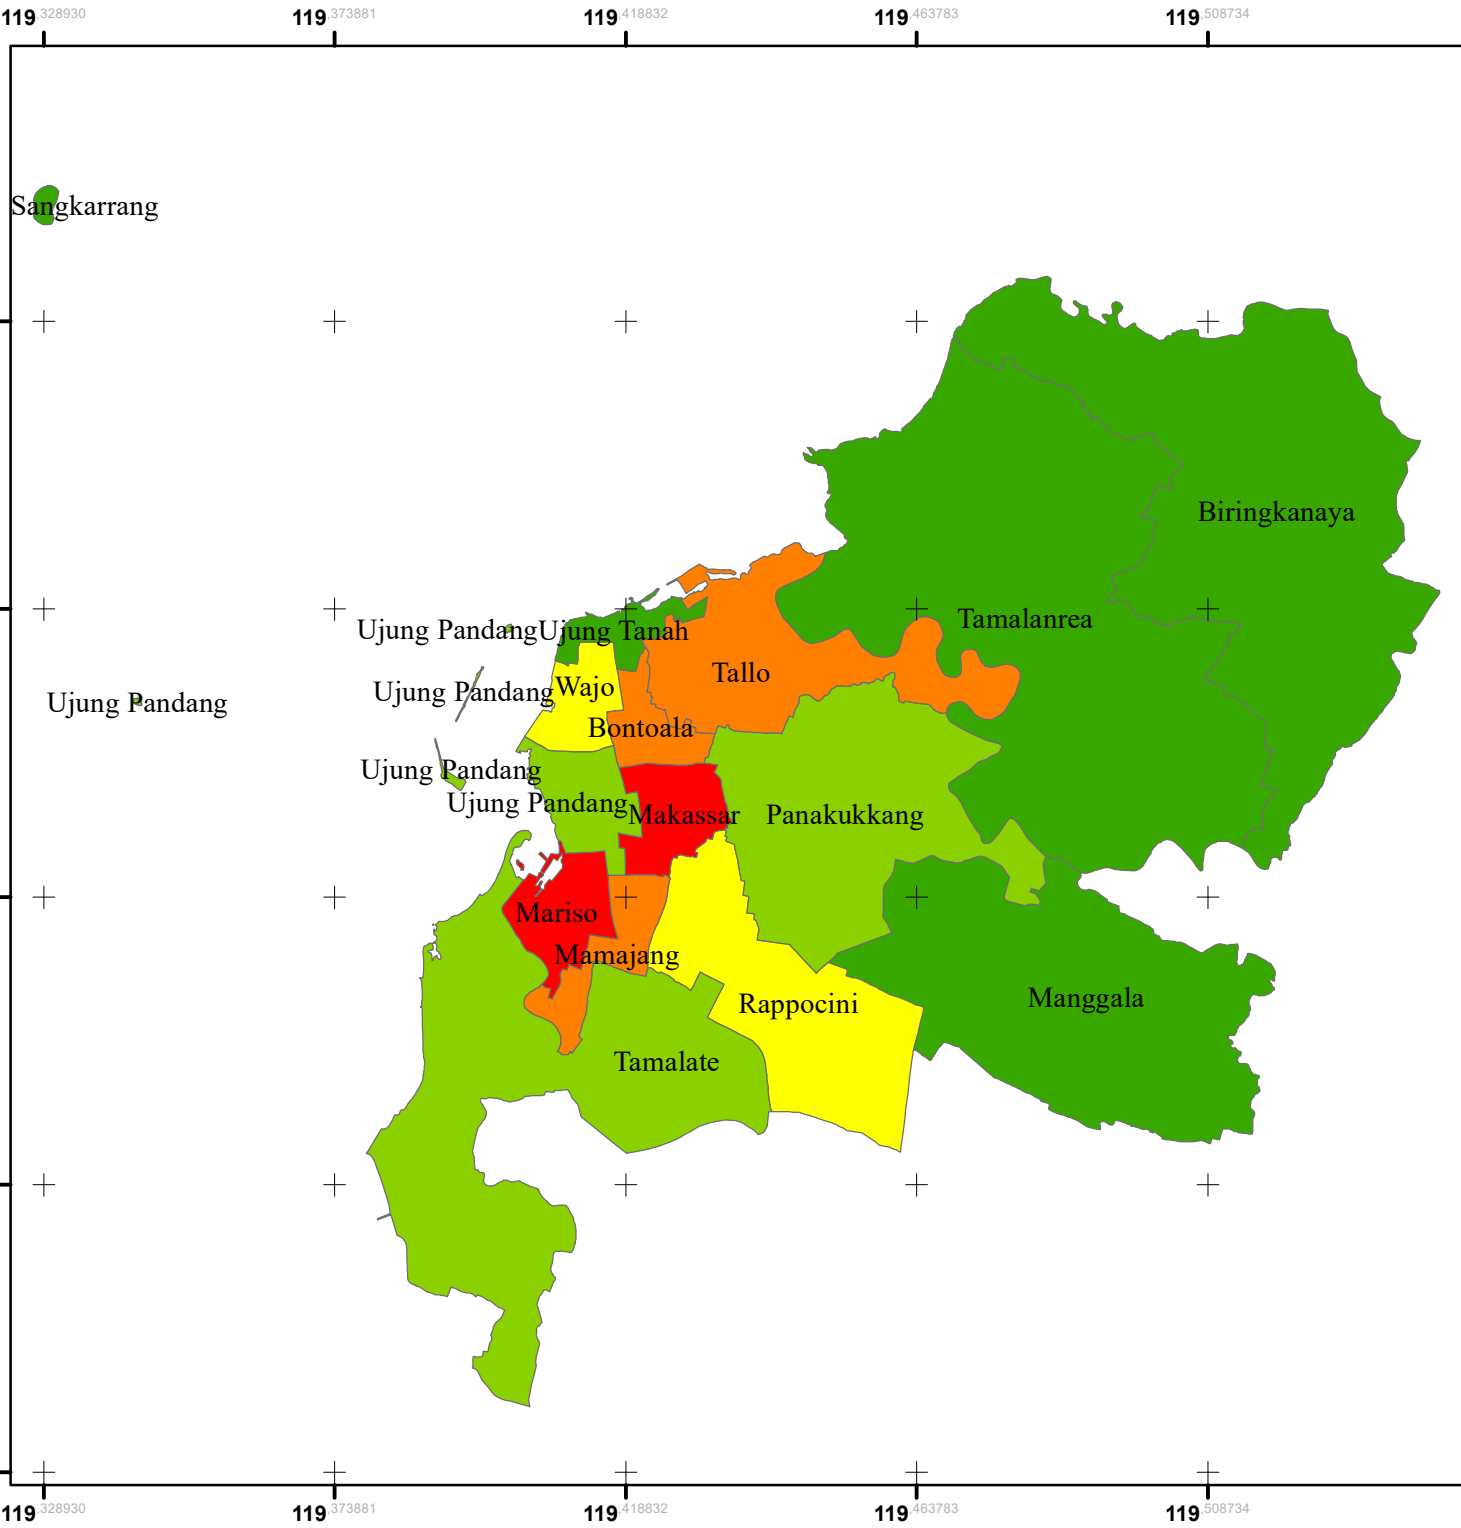 119.328930 119.373881 119.418832 119.463783 119.508734
Sangkarrang
Biringkanaya
Tamalanrea
Ujung Pandang Ujung Tanah
Tallo
Ujung Pandang Wajo
Ujung Pandang
Bontoala
Ujung Pandang
Ujung Pandang
Makassar Panakukkang
Mariso
Mamajang
Manggala
Rappocini
Tamalate
119.328930 119.373881 119.418832 119.463783 119.508734